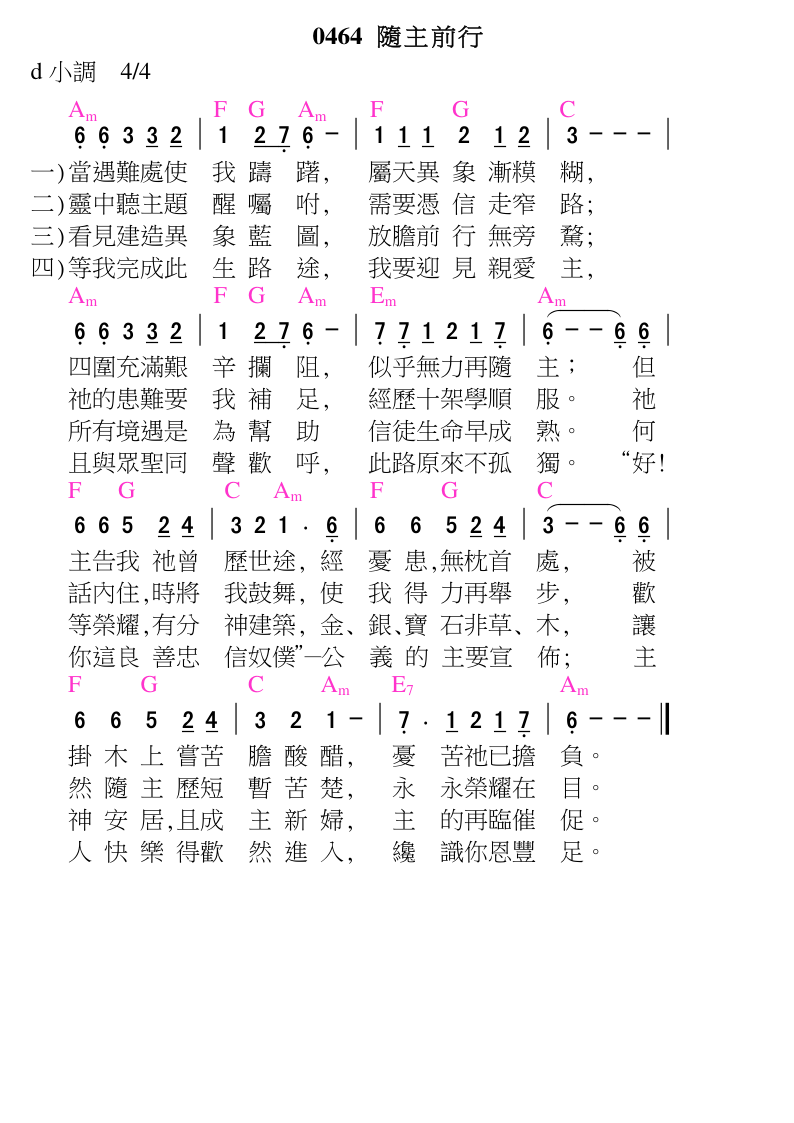 0464 隨主前行
d 小調 4/4
Am F G Am F G C
6 6 3 3 2 | 1 2 7 6 - | 1 1 1 2 1 2 | 3 - - - |
一)當遇難處使 我 躊 躇, 屬天異 象 漸糢 糊,
二)靈中聽主題 醒 囑 咐, 需要憑 信 走窄 路;
三)看見建造異 象 藍 圖, 放膽前 行 無旁 騖;
四)等我完成此 生 路 途, 我要迎 見 親愛 主,
Am F G Am Em Am
6 6 3 3 2 | 1 2 7 6 - | 7 7 1 2 1 7 | 6 - - 6 6 |
四圍充滿艱 辛 攔 阻, 似乎無力再隨 主; 但
祂的患難要 我 補 足, 經歷十架學順 服。 祂
所有境遇是 為 幫 助 信徒生命早成 熟。 何
且與眾聖同 聲 歡 呼, 此路原來不孤 獨。 “好!
F G C Am F G C
6 6 5 2 4 | 3 2 1 . 6 | 6 6 5 2 4 | 3 - - 6 6 |
主告我 祂曾 歷世途, 經 憂 患,無枕首 處, 被
話內住,時將 我鼓舞, 使 我 得 力再舉 步, 歡
等榮耀,有分 神建築, 金、銀、寶 石非草、木, 讓
你這良 善忠 信奴僕”—公 義 的 主要宣 佈; 主
F G C Am E7 Am
6 6 5 2 4 | 3 2 1 - | 7 . 1 2 1 7 | 6 - - - ‖
掛 木 上 嘗苦 膽 酸 醋, 憂 苦祂已擔 負。
然 隨 主 歷短 暫 苦 楚, 永 永榮耀在 目。
神 安 居,且成 主 新 婦, 主 的再臨催 促。
人 快 樂 得歡 然 進 入, 纔 識你恩豐 足。